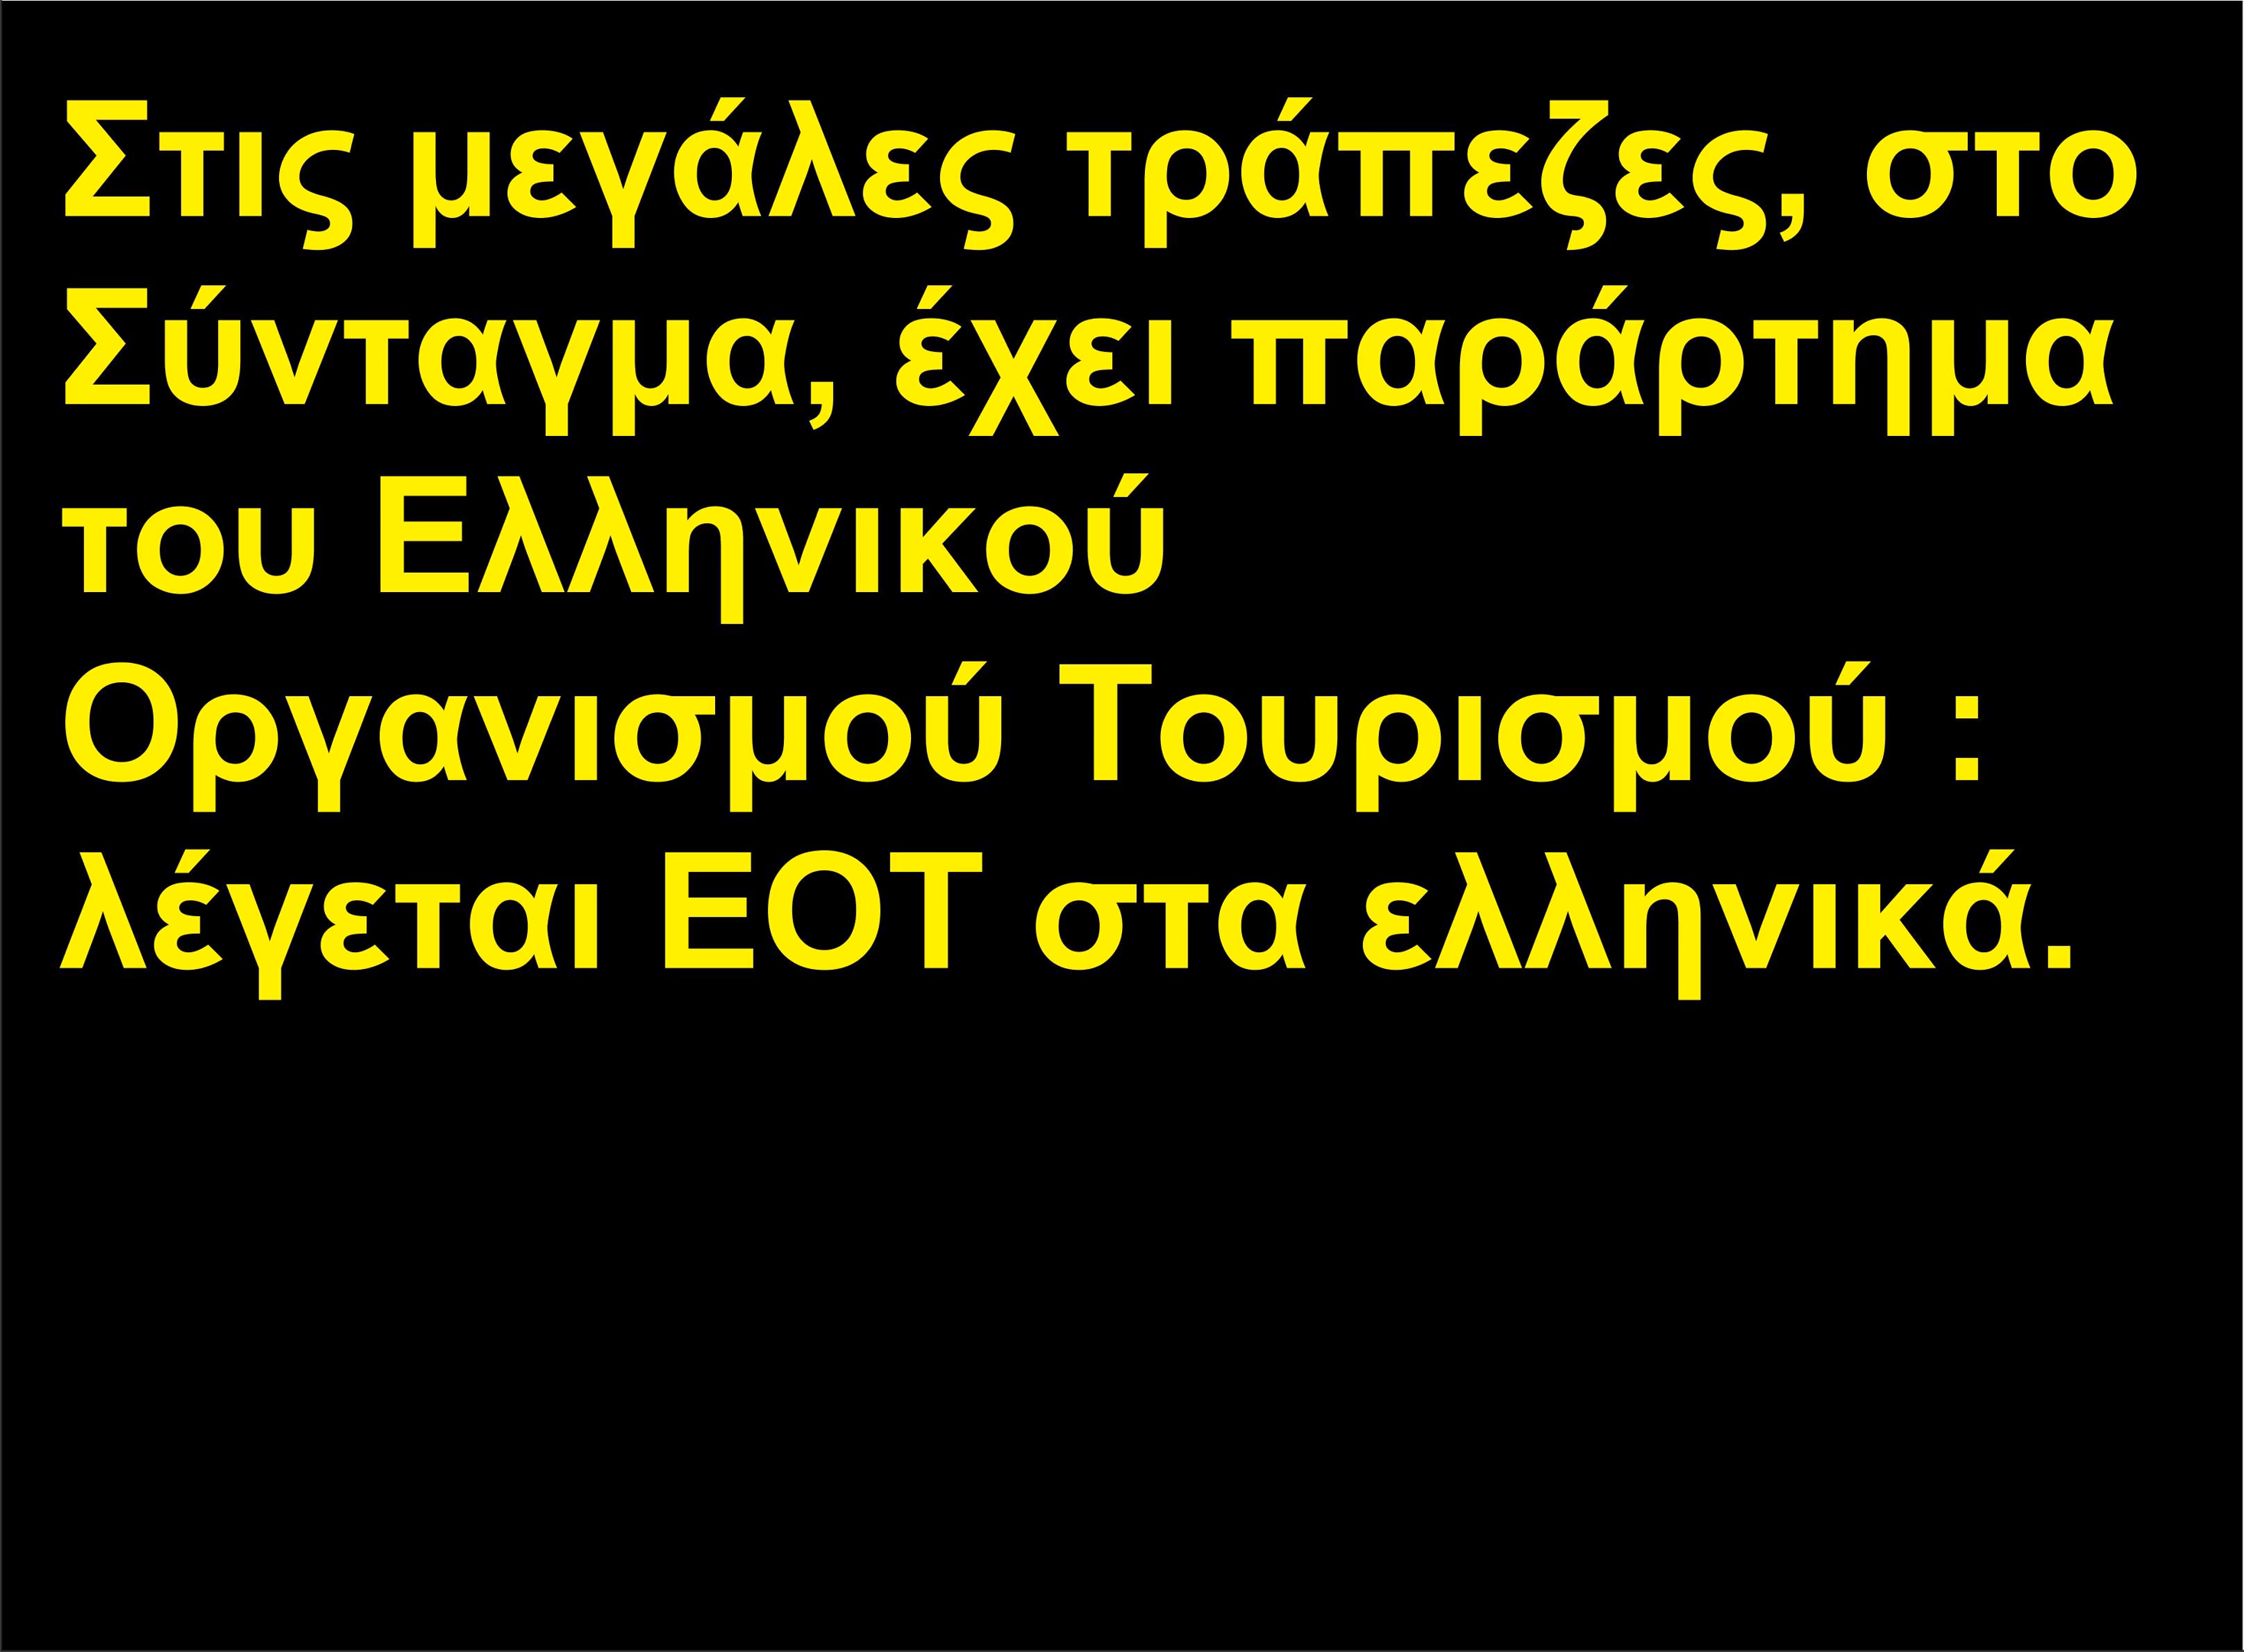 Στις μεγάλες τράπεζες, στο
Σύνταγμα, έχει παράρτημα
του Ελληνικού
Οργανισμού Τουρισμού :
λέγεται ΕΟΤ στα ελληνικά.